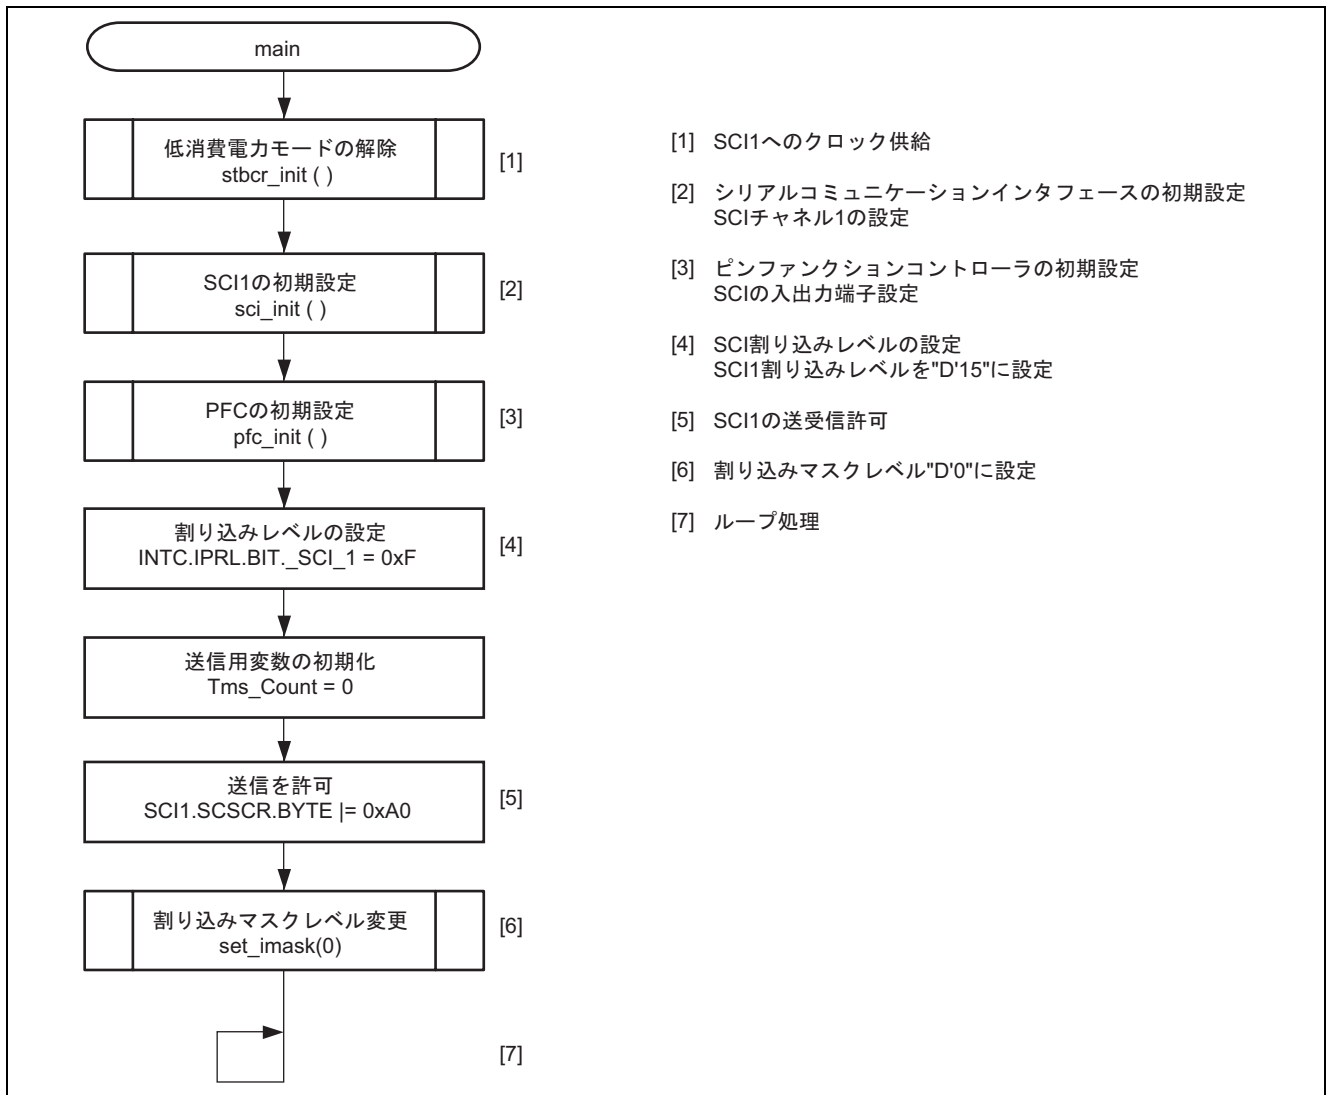 main
低消費電力モードの解除
stbcr_init ( )
[1]
SCI1の初期設定
sci_init ( )
[2]
PFCの初期設定
pfc_init ( )
[3]
割り込みレベルの設定
INTC.IPRL.BIT._SCI_1 = 0xF
[4]
送信用変数の初期化
Tms_Count = 0
送信を許可
SCI1.SCSCR.BYTE |= 0xA0
[5]
割り込みマスクレベル変更
set_imask(0)
[6]
[7]
[1] SCI1へのクロック供給
[2] シリアルコミュニケーションインタフェースの初期設定
SCIチャネル1の設定
[3] ピンファンクションコントローラの初期設定
SCIの入出力端子設定
[4] SCI割り込みレベルの設定
SCI1割り込みレベルを"D'15"に設定
[5] SCI1の送受信許可
[6] 割り込みマスクレベル"D'0"に設定
[7] ループ処理